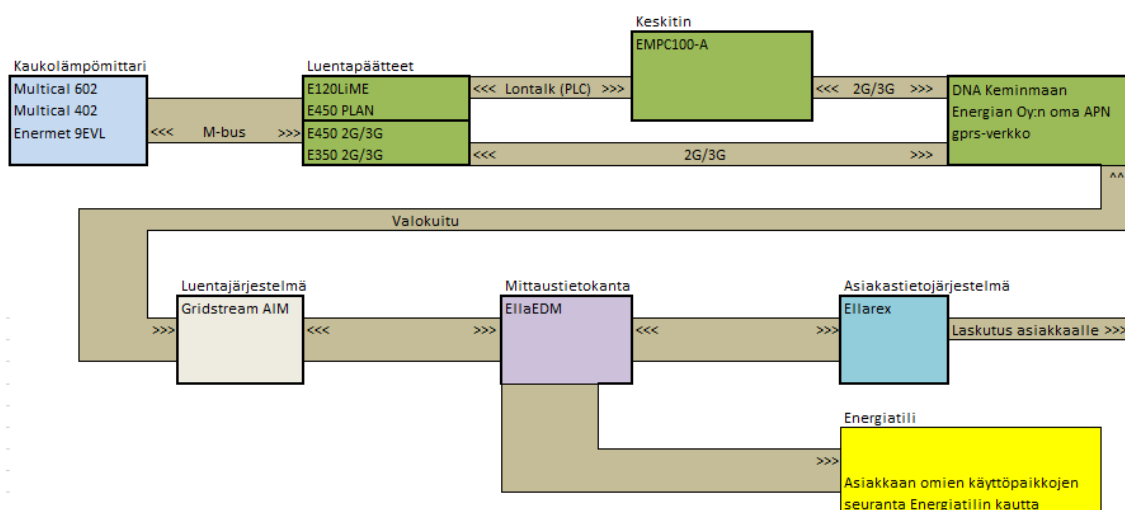 Keskitin
EMPC100-A
Kaukolämpömittari
Luentapäätteet
Multical 602
Multical 402
Enermet 9EVL
<<< M-bus >>>
E120LiME
E450 PLAN
E450 2G/3G
E350 2G/3G
<<< Lontalk (PLC) >>>
<<< 2G/3G >>>
<<< 2G/3G >>>
DNA Keminmaan
Energian Oy:n oma APN
gprs-verkko
^^
Valokuitu
Luentajärjestelmä
Mittaustietokanta
Asiakastietojärjestelmä
Gridstream AIM
EllaEDM
Ellarex
>>>
<<< >>>
<<< >>>
Laskutus asiakkaalle >>>
Energiatili
>>>
Asiakkaan omien käyttöpaikkojen
seuranta Energiatilin kautta